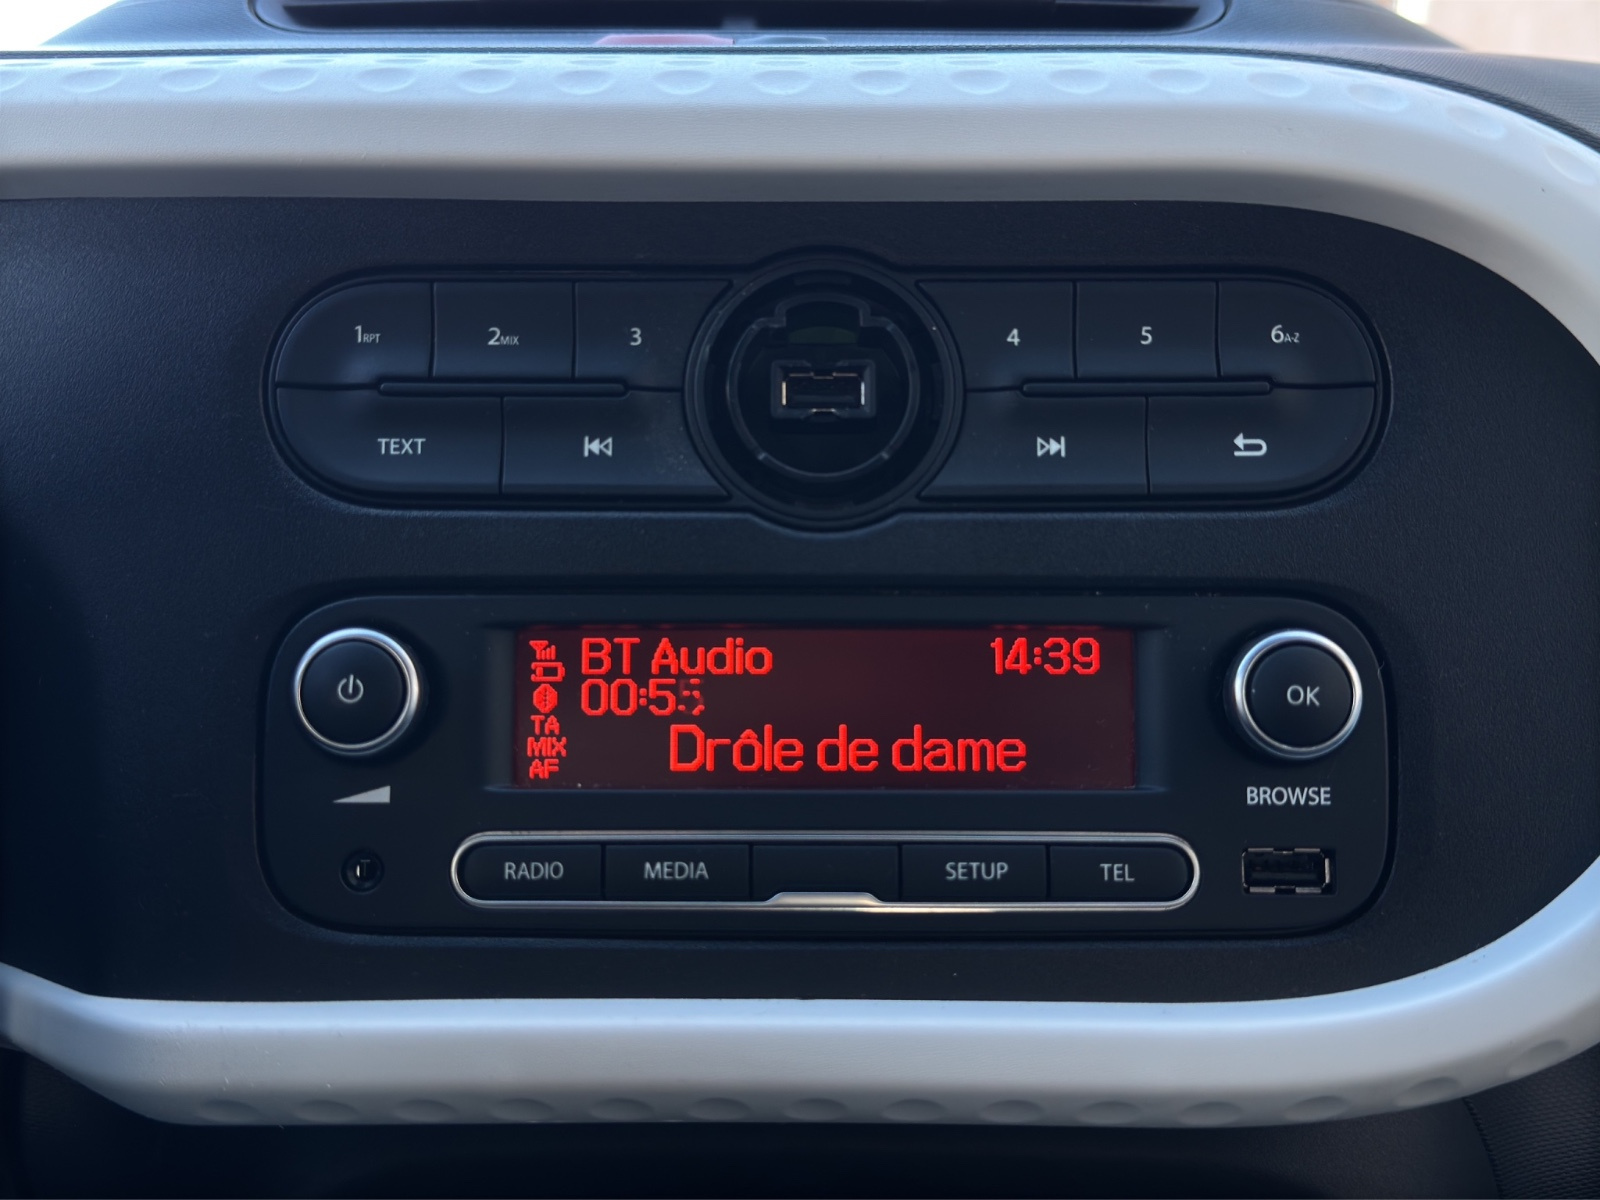 1RPT 2MIX 3 4 5 6A-Z
TEXT
BT Audio 14:39
TA
MIX Drôle de dame
AF
OK
BROWSE
RADIO MEDIA SETUP TEL